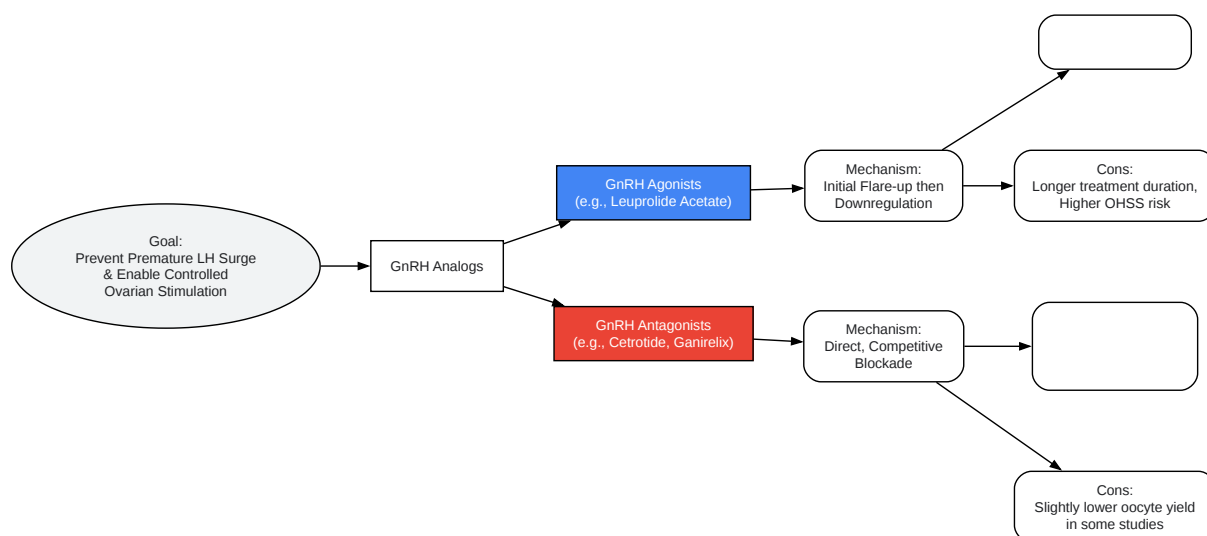 Goal:
Prevent Premature LH Surge
& Enable Controlled
Ovarian Stimulation
GnRH Analogs
GnRH Agonists
(e.g., Leuprolide Acetate)
Mechanism:
Initial Flare-up then
Downregulation
Cons:
Longer treatment duration,
Higher OHSS risk
GnRH Antagonists
(e.g., Cetrotide, Ganirelix)
Mechanism:
Direct, Competitive
Blockade
Cons:
Slightly lower oocyte yield
in some studies